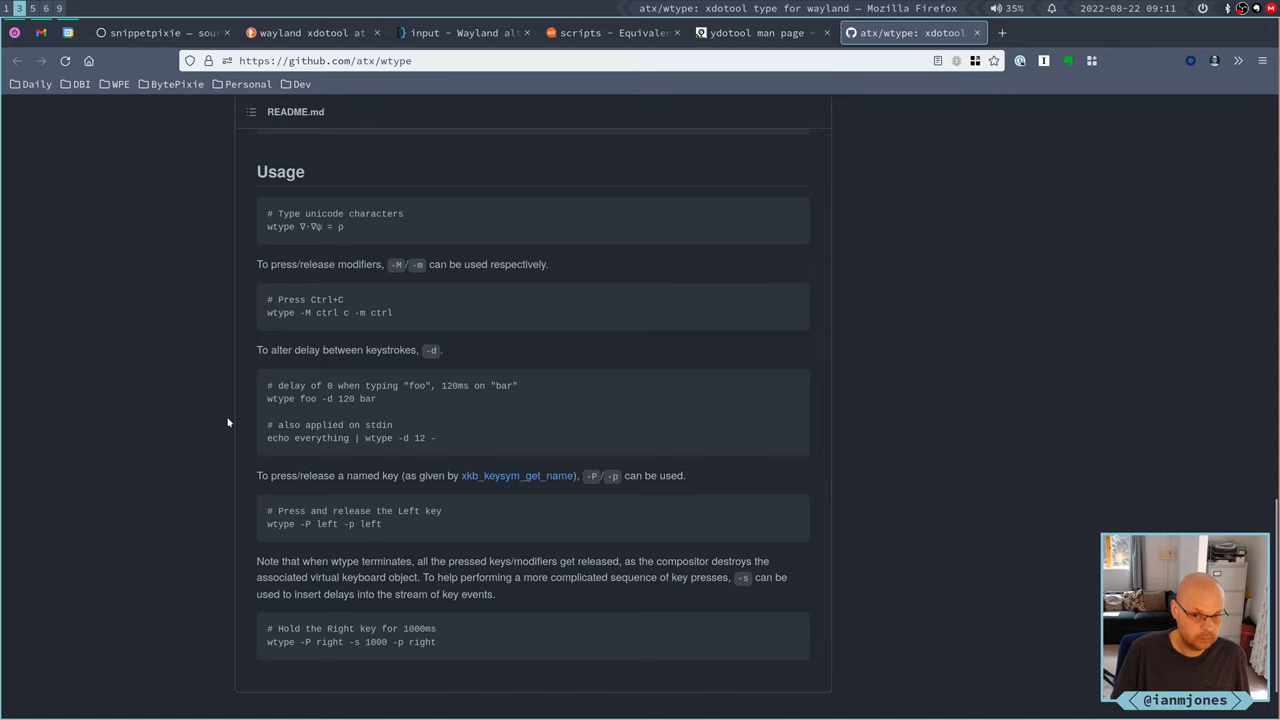 1 3 5 6 9
atx/wtype: xdotool type for wayland — Mozilla Firefox
35%
2022-08-22 09:11
snippetpixie — sour
wayland xdotool at
input - Wayland alt
scripts — Equivalen
ydotool man page —
atx/wtype: xdotool
https://github.com/atx/wtype
Daily
DBI
WPE
BytePixie
Personal
Dev
README.md
Usage
# Type unicode characters
wtype ∇⋅∇ψ = ρ
To press/release modifiers, -M/-m can be used respectively.
# Press Ctrl+C
wtype -M ctrl c -m ctrl
To alter delay between keystrokes, -d.
# delay of 0 when typing "foo", 120ms on "bar"
wtype foo -d 120 bar
# also applied on stdin
echo everything | wtype -d 12 -
To press/release a named key (as given by xkb_keysym_get_name), -P/-p can be used.
# Press and release the Left key
wtype -P left -p left
Note that when wtype terminates, all the pressed keys/modifiers get released, as the compositor destroys the
associated virtual keyboard object. To help performing a more complicated sequence of key presses, -s can be
used to insert delays into the stream of key events.
# Hold the Right key for 1000ms
wtype -P right -s 1000 -p right
@ianmjones